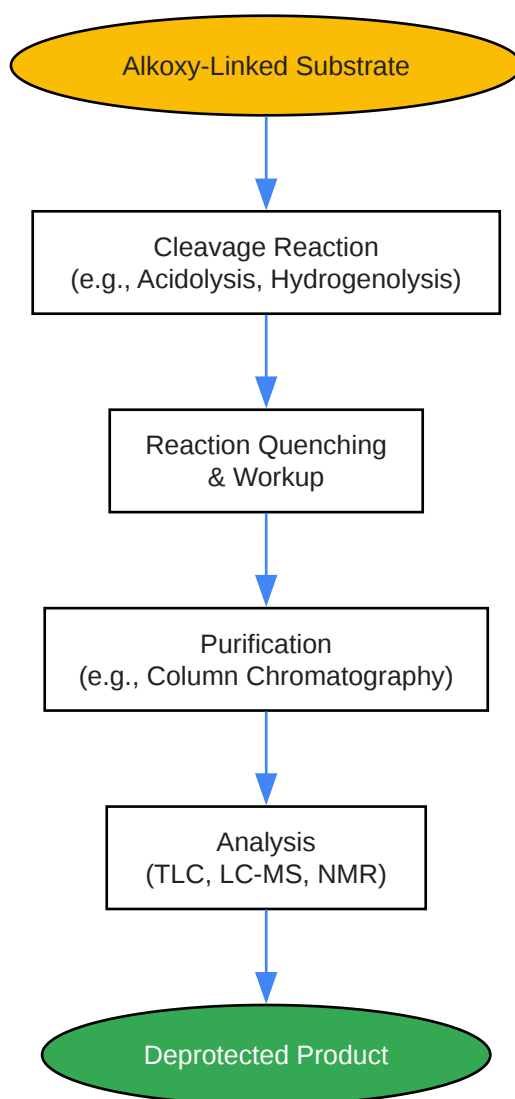 Alkoxy-Linked Substrate
Cleavage Reaction
(e.g., Acidolysis, Hydrogenolysis)
Reaction Quenching
& Workup
Purification
(e.g., Column Chromatography)
Analysis
(TLC, LC-MS, NMR)
Deprotected Product